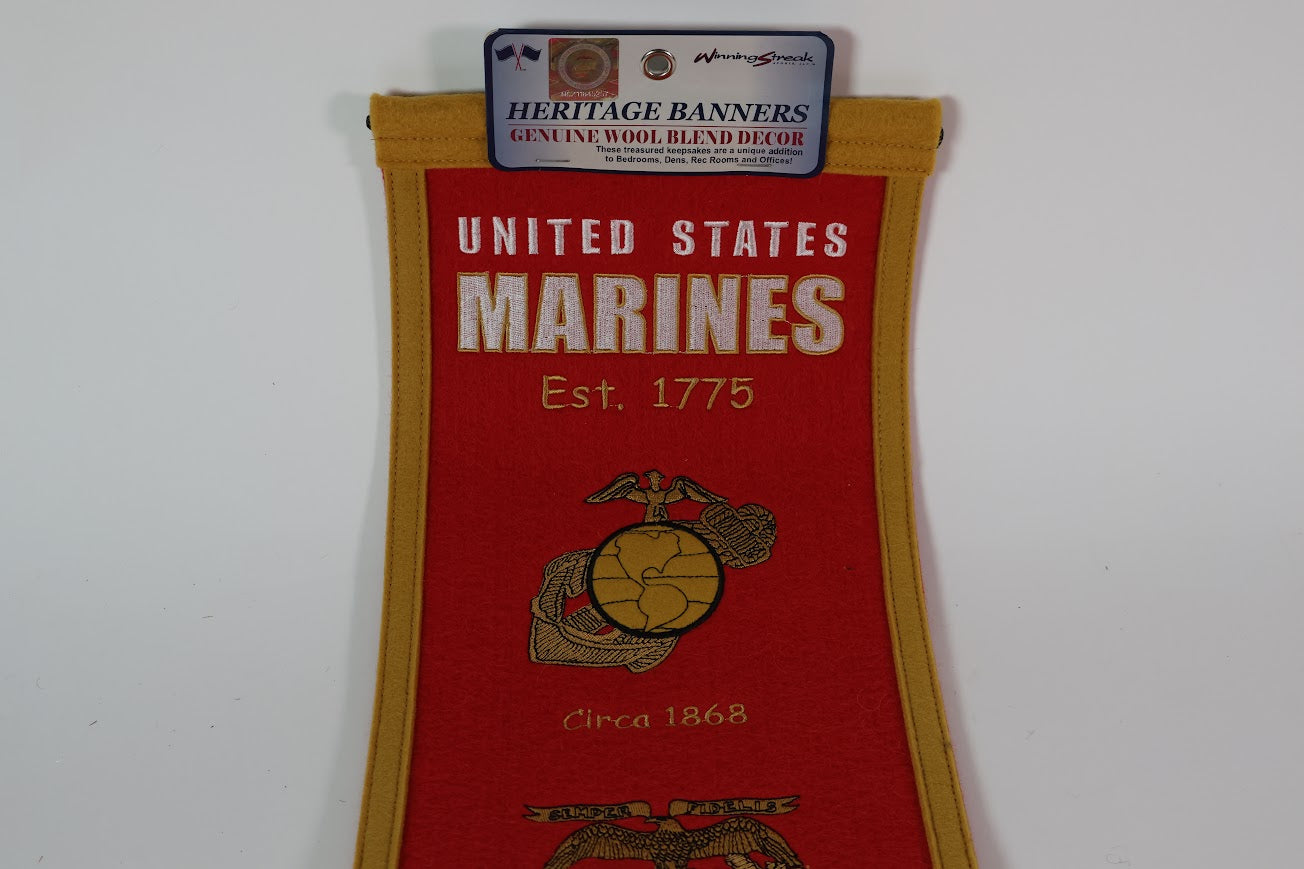 WinningStreak
HERITAGE BANNERS
GENUINE WOOL BLEND DECOR
These treasured keepsakes are a unique addition
to Bedrooms, Dens, Rec Rooms and Offices!
UNITED STATES
MARINES
Est. 1775
Circa 1868
SEMPER FIDELIS